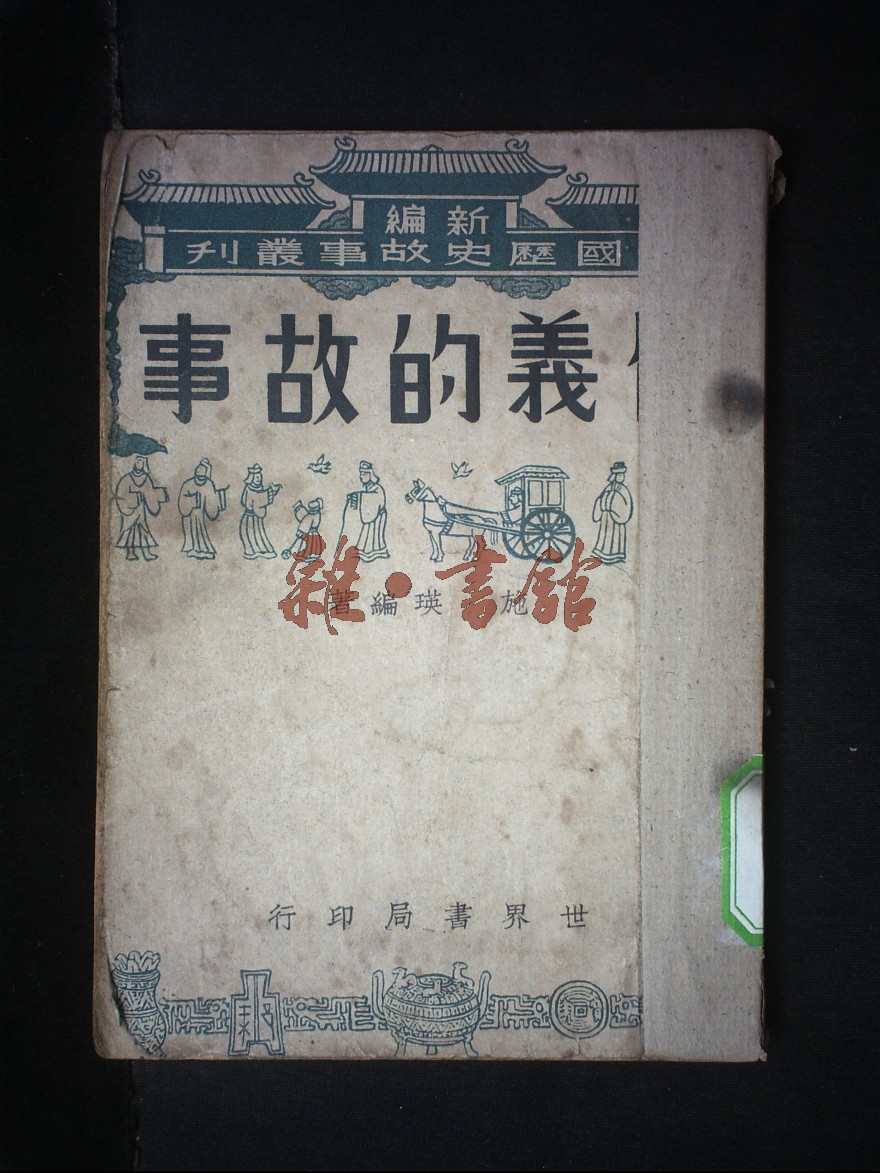 新編
國歷史故事叢刊
義的故事
施瑛編著
雜·書館
世界書局印行